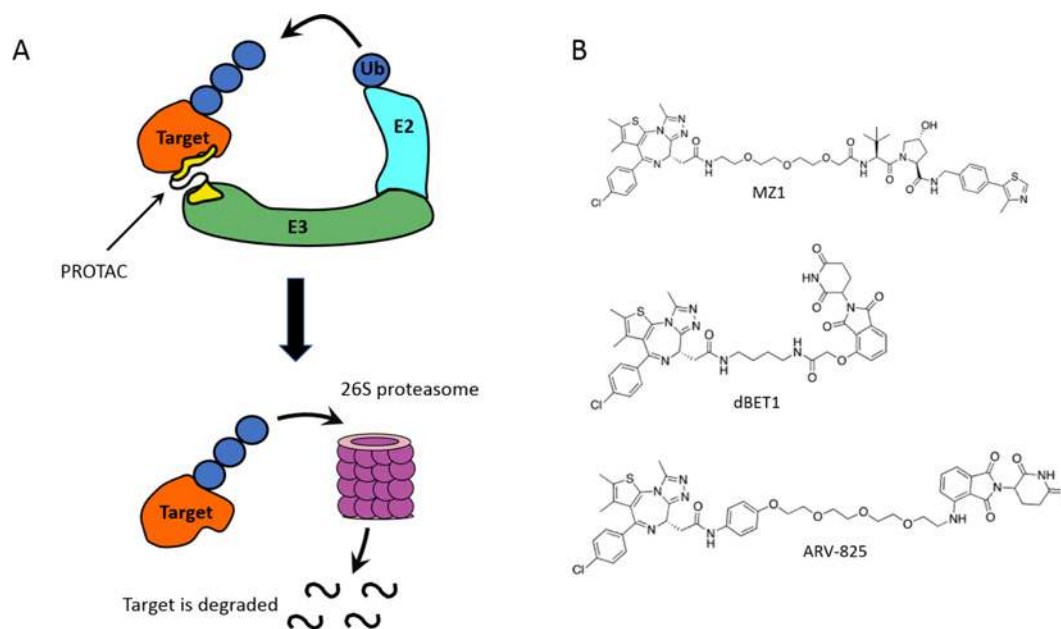 A
Ub
Target
E2
E3
PROTAC
26S proteasome
Target
Target is degraded
B
MZ1
dBET1
ARV-825